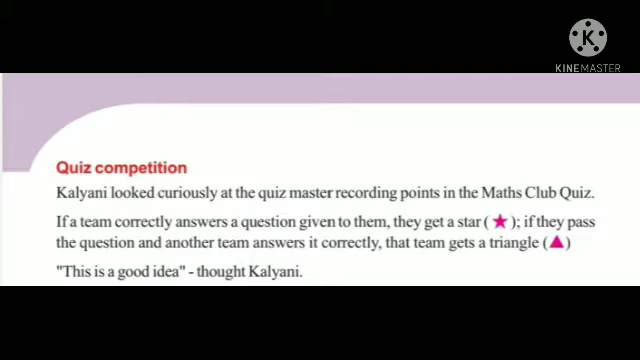 K
KINEMASTER
Quiz competition
Kalyani looked curiously at the quiz master recording points in the Maths Club Quiz.
If a team correctly answers a question given to them, they get a star (★); if they pass
the question and another team answers it correctly, that team gets a triangle (▲)
"This is a good idea" - thought Kalyani.